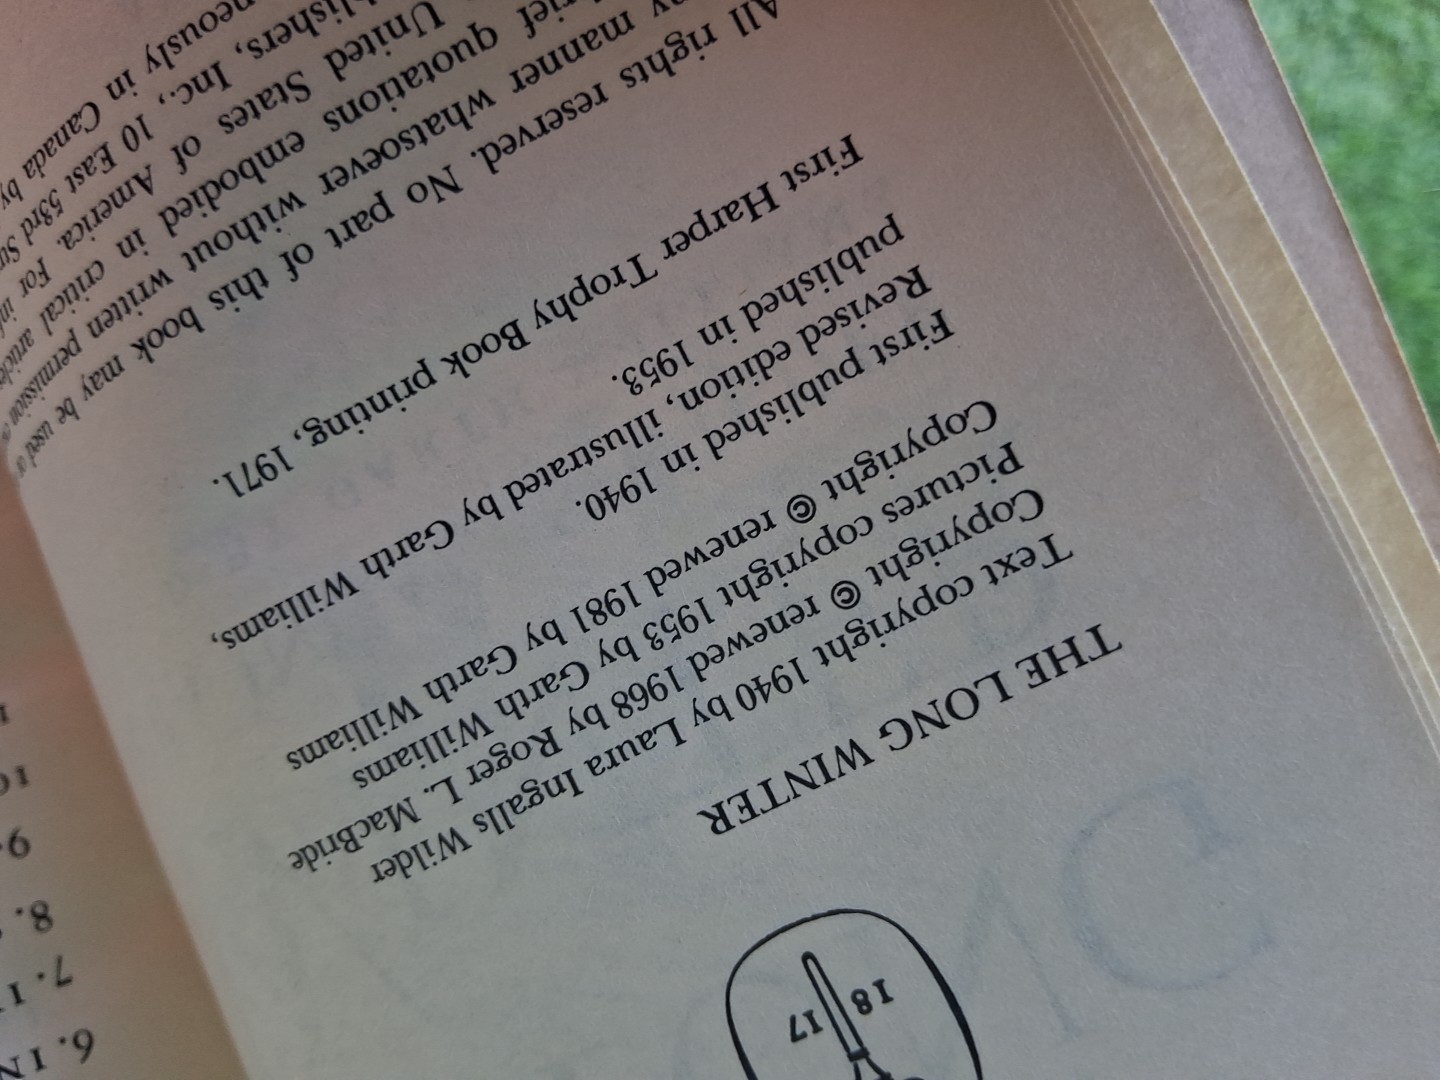 18 17
THE LONG WINTER
Text copyright 1940 by Laura Ingalls Wilder
Copyright © renewed 1968 by Roger L. MacBride
Pictures copyright 1953 by Garth Williams
Copyright © renewed 1981 by Garth Williams
First published in 1940.
Revised edition, illustrated by Garth Williams,
published in 1953.
First Harper Trophy Book printing, 1971.
All rights reserved. No part of this book may be used
manner whatsoever without written permission
quotations embodied in critical
United States of America. For
Inc., 10 East 53rd
in Canada by
6. IN
7.
8.
9.